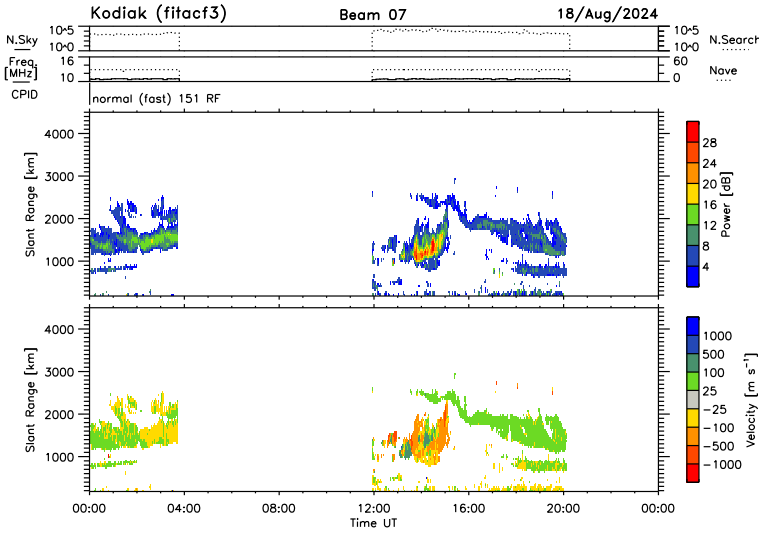 Kodiak (fitacf3) Beam 07 18/Aug/2024
N.Sky 10^5 10^0 10^5 10^0 N.Search
Freq. [MHz] 16 10 60 0 Nave
CPID normal (fast) 151 RF
Slant Range [km] 4000 3000 2000 1000
28 24 20 16 12 8 4 Power [dB]
Slant Range [km] 4000 3000 2000 1000
1000 500 100 25 −25 −100 −500 −1000 Velocity [m s⁻¹]
00:00 04:00 08:00 12:00 16:00 20:00 00:00
Time UT